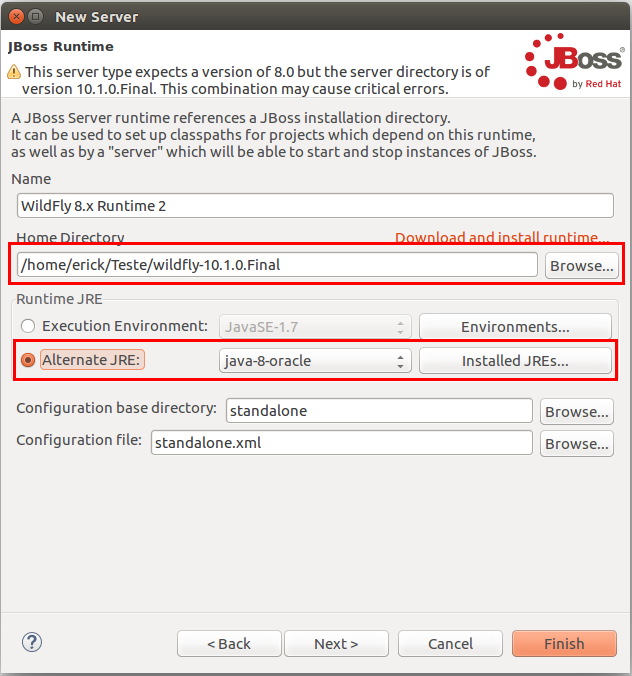 New Server
JBoss Runtime
This server type expects a version of 8.0 but the server directory is of
version 10.1.0.Final. This combination may cause critical errors.
JBoss®
by Red Hat
A JBoss Server runtime references a JBoss installation directory.
It can be used to set up classpaths for projects which depend on this runtime,
as well as by a "server" which will be able to start and stop instances of JBoss.
Name
WildFly 8.x Runtime 2
Home Directory Download and install runtime...
/home/erick/Teste/wildfly-10.1.0.Final Browse...
Runtime JRE
Execution Environment: JavaSE-1.7 Environments...
Alternate JRE: java-8-oracle Installed JREs...
Configuration base directory: standalone Browse...
Configuration file: standalone.xml Browse...
? < Back Next > Cancel Finish